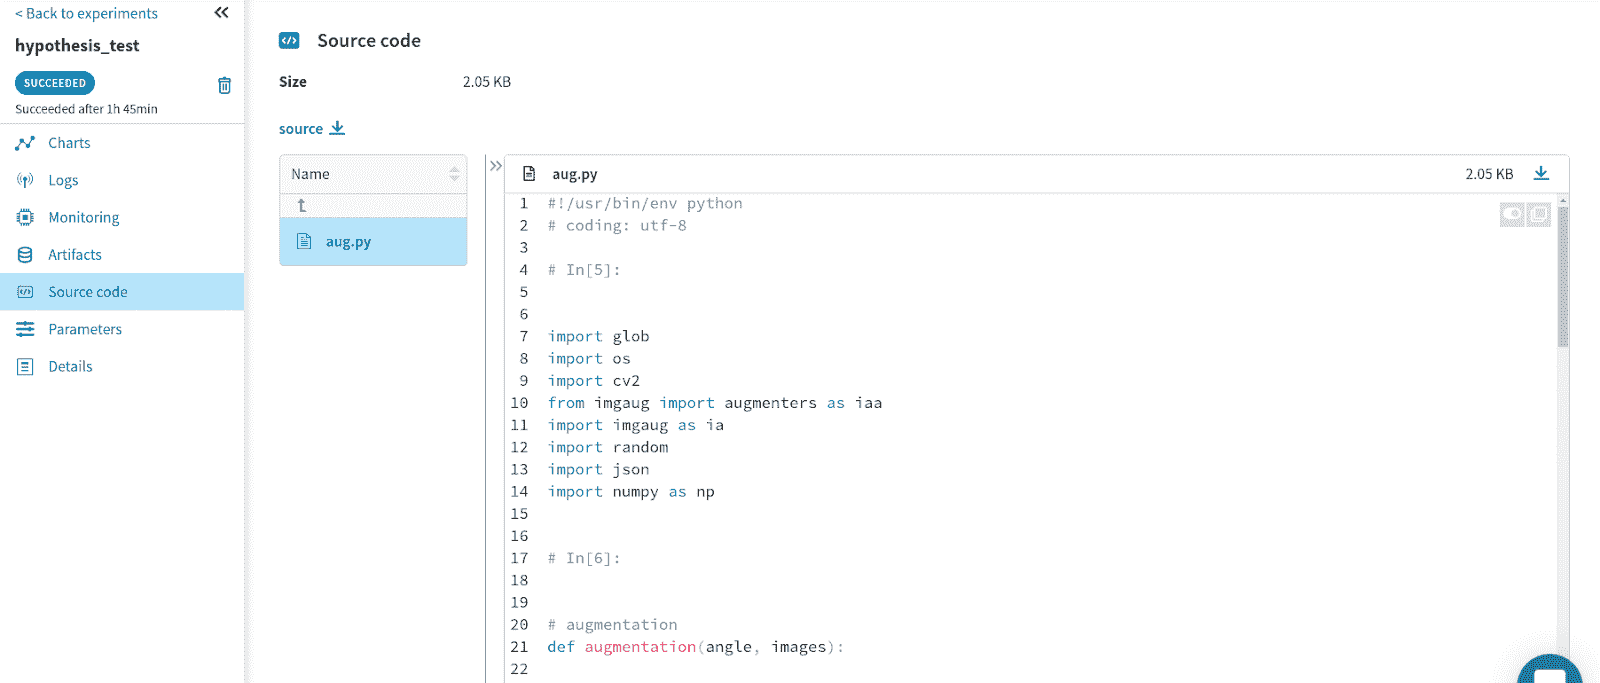 < Back to experiments
hypothesis_test
SUCCEEDED
Succeeded after 1h 45min
Charts
Logs
Monitoring
Artifacts
Source code
Parameters
Details
Source code
Size 2.05 KB
source
Name
aug.py
aug.py 2.05 KB
1 #!/usr/bin/env python
2 # coding: utf-8
3
4 # In[5]:
5
6
7 import glob
8 import os
9 import cv2
10 from imgaug import augmenters as iaa
11 import imgaug as ia
12 import random
13 import json
14 import numpy as np
15
16
17 # In[6]:
18
19
20 # augmentation
21 def augmentation(angle, images):
22